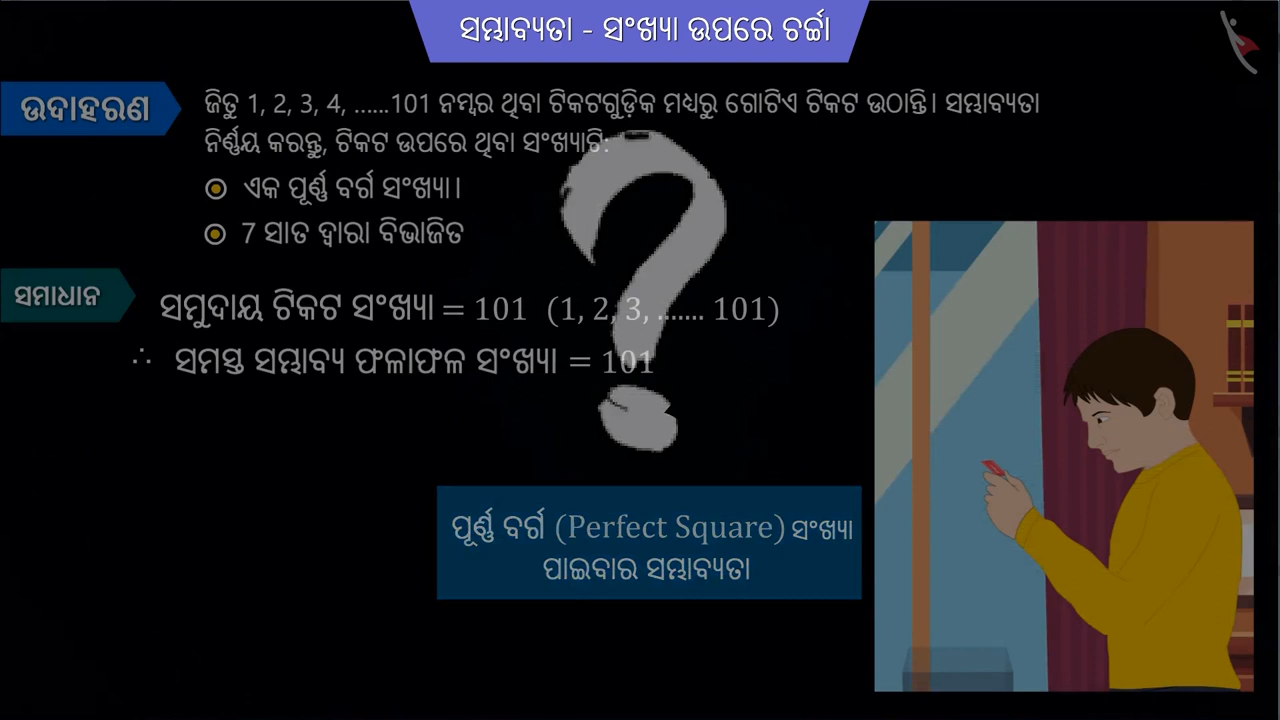 ସମ୍ଭାବ୍ୟତା - ସଂଖ୍ୟା ଉପରେ ଚର୍ଚ୍ଚା
ଉଦାହରଣ
ଜିତୁ 1, 2, 3, 4, ......101 ନମ୍ବର ଥିବା ଟିକଟଗୁଡ଼ିକ ମଧ୍ଯରୁ ଗୋଟିଏ ଟିକଟ ଉଠାନ୍ତି। ସମ୍ଭାବ୍ୟତା
ନିର୍ଣ୍ଣୟ କରନ୍ତୁ, ଟିକଟ ଉପରେ ଥିବା ସଂଖ୍ୟାଟି:
ଏକ ପୂର୍ଣ୍ଣ ବର୍ଗ ସଂଖ୍ୟା।
7 ସାତ ଦ୍ୱାରା ବିଭାଜିତ
ସମାଧାନ
ସମୁଦାୟ ଟିକଟ ସଂଖ୍ୟା = 101 (1, 2, 3, ....... 101)
∴ ସମସ୍ତ ସମ୍ଭାବ୍ୟ ଫଳାଫଳ ସଂଖ୍ୟା = 101
ପୂର୍ଣ୍ଣ ବର୍ଗ (Perfect Square) ସଂଖ୍ୟା
ପାଇବାର ସମ୍ଭାବ୍ୟତା